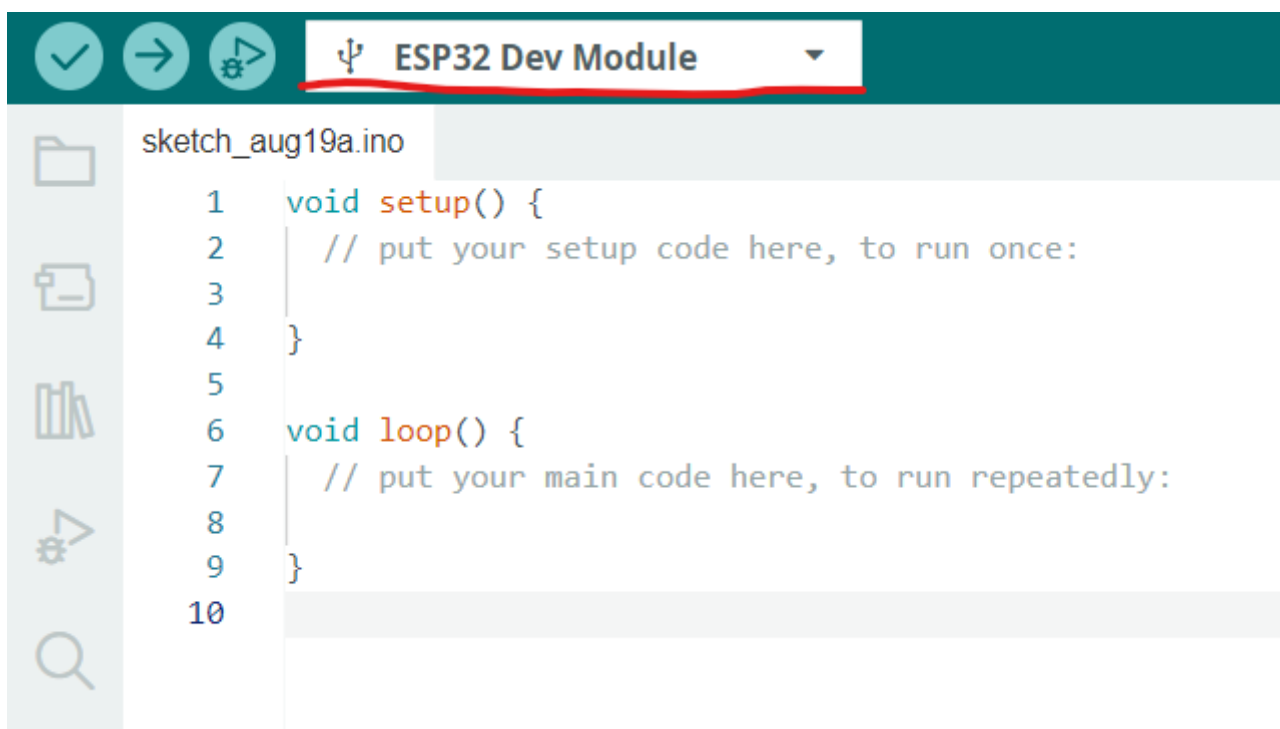 ESP32 Dev Module
sketch_aug19a.ino
1 void setup() {
2 // put your setup code here, to run once:
3
4 }
5
6 void loop() {
7 // put your main code here, to run repeatedly:
8
9 }
10